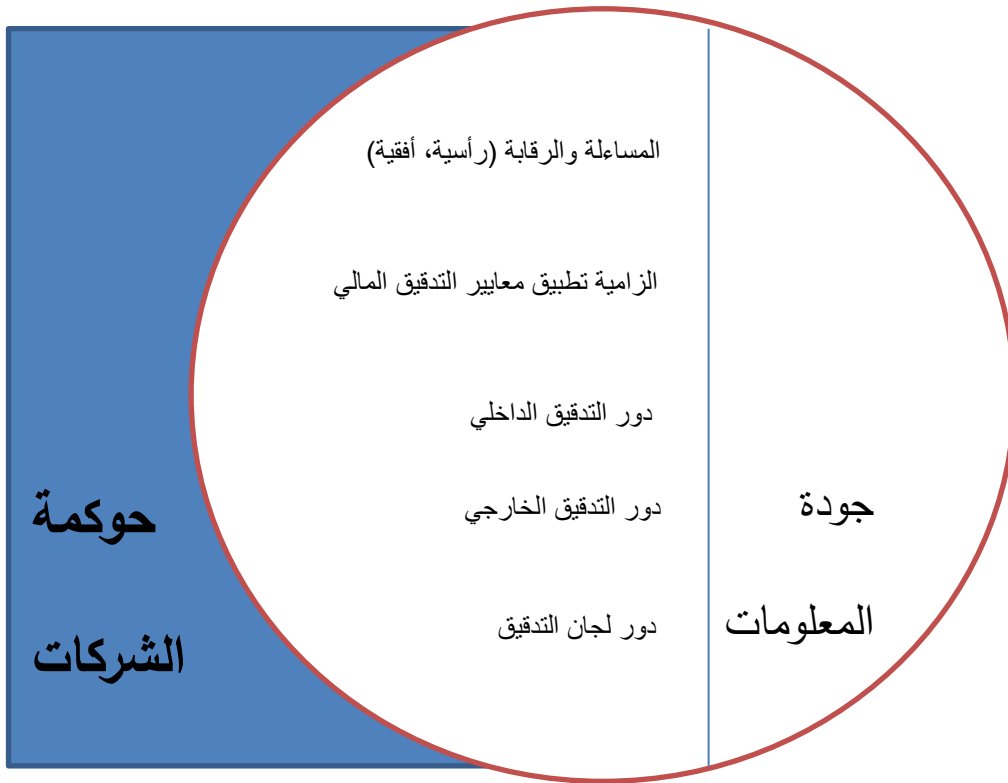 المساءلة والرقابة (رأسية، أفقية)
الزامية تطبيق معايير التدقيق المالي
دور التدقيق الداخلي
دور التدقيق الخارجي
دور لجان التدقيق
جودة
المعلومات
حوكمة
الشركات